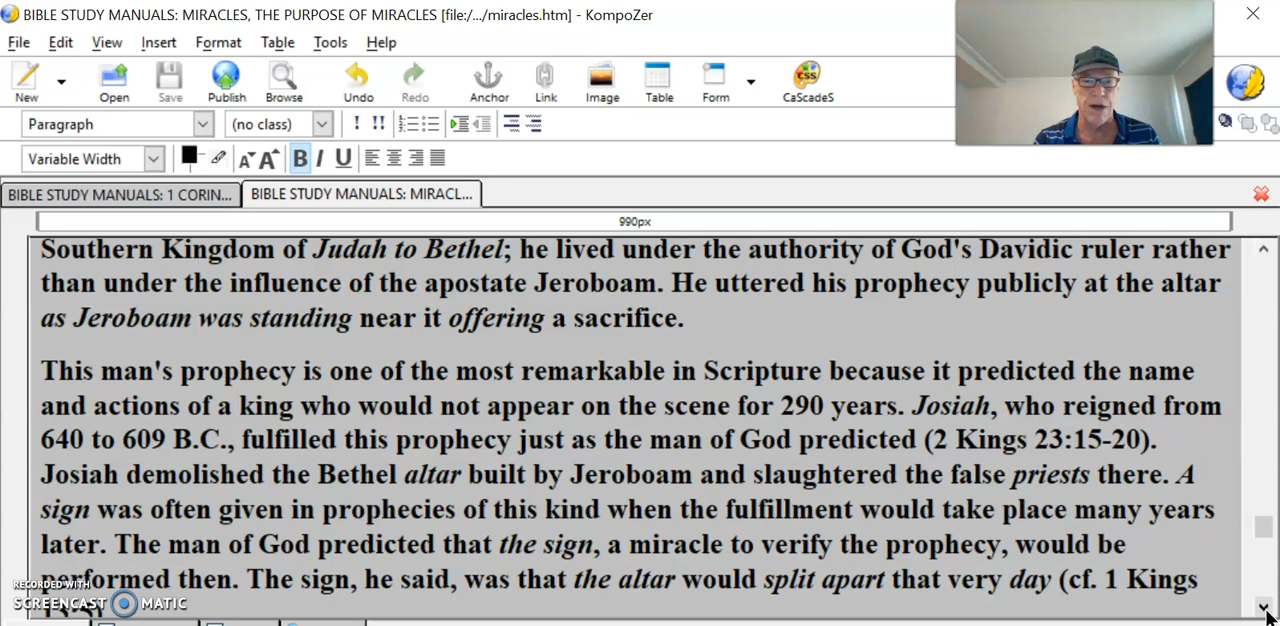 BIBLE STUDY MANUALS: MIRACLES, THE PURPOSE OF MIRACLES [file:/.../miracles.htm] - KompoZer
File Edit View Insert Format Table Tools Help
New Open Save Publish Browse Undo Redo Anchor Link Image Table Form CaScadeS
Paragraph (no class) ! !!
Variable Width A A B I U
BIBLE STUDY MANUALS: 1 CORIN... BIBLE STUDY MANUALS: MIRACL...
990px
Southern Kingdom of Judah to Bethel; he lived under the authority of God's Davidic ruler rather
than under the influence of the apostate Jeroboam. He uttered his prophecy publicly at the altar
as Jeroboam was standing near it offering a sacrifice.
This man's prophecy is one of the most remarkable in Scripture because it predicted the name
and actions of a king who would not appear on the scene for 290 years. Josiah, who reigned from
640 to 609 B.C., fulfilled this prophecy just as the man of God predicted (2 Kings 23:15-20).
Josiah demolished the Bethel altar built by Jeroboam and slaughtered the false priests there. A
sign was often given in prophecies of this kind when the fulfillment would take place many years
later. The man of God predicted that the sign, a miracle to verify the prophecy, would be
performed then. The sign, he said, was that the altar would split apart that very day (cf. 1 Kings
RECORDED WITH
SCREENCAST MATIC